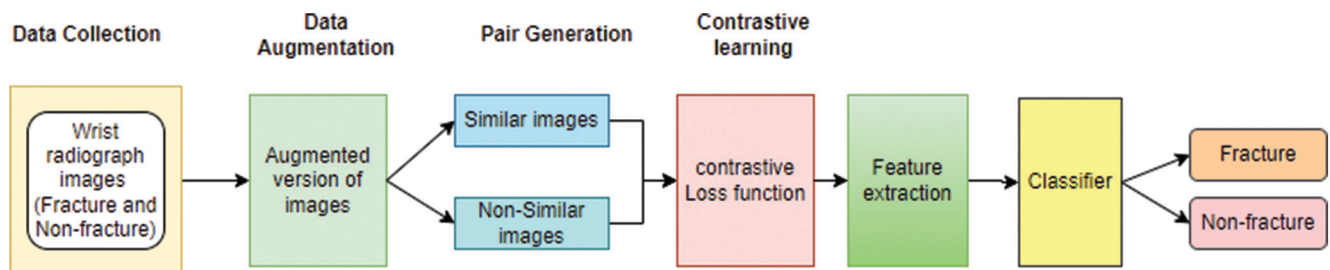 Data Collection
Data
Augmentation
Pair Generation
Contrastive
learning
Wrist
radiograph
images
(Fracture and
Non-fracture)
Augmented
version of
images
Similar images
Non-Similar
images
contrastive
Loss function
Feature
extraction
Classifier
Fracture
Non-fracture